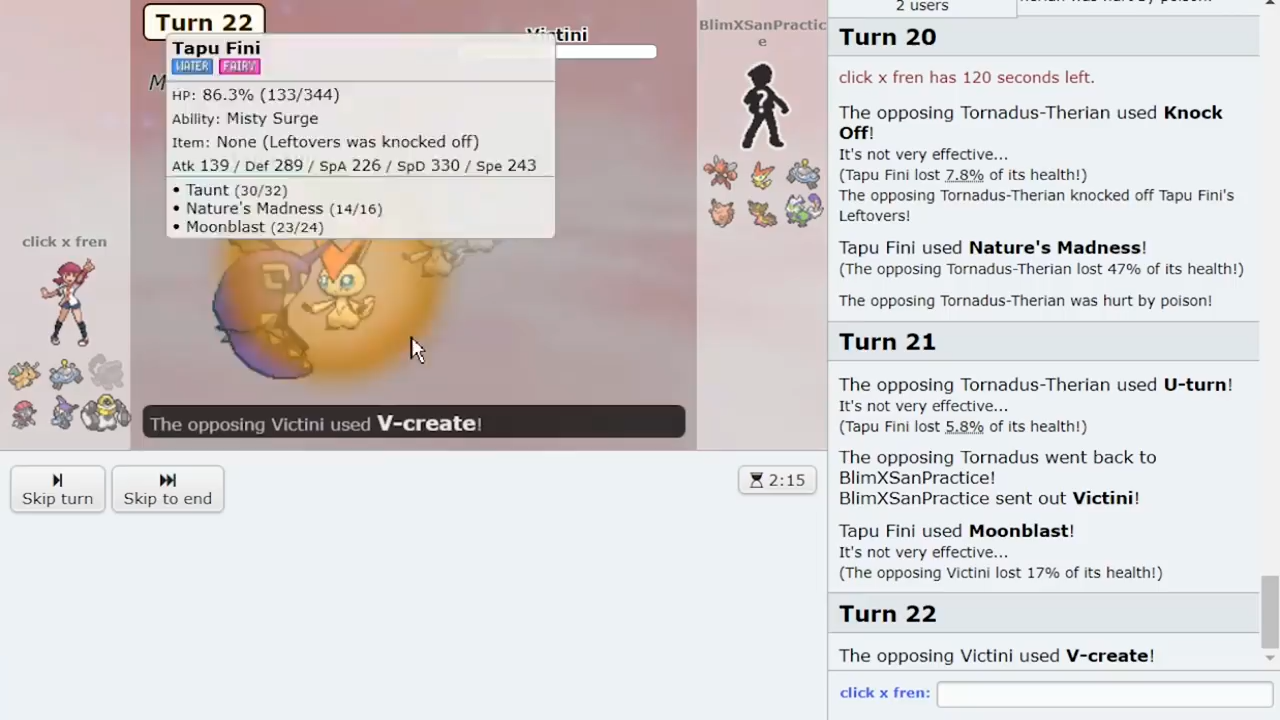 Turn 22
Victini
Tapu Fini
WATER FAIRY
HP: 86.3% (133/344)
Ability: Misty Surge
Item: None (Leftovers was knocked off)
Atk 139 / Def 289 / SpA 226 / SpD 330 / Spe 243
• Taunt (30/32)
• Nature's Madness (14/16)
• Moonblast (23/24)
click x fren
The opposing Victini used V-create!
BlimXSanPractic
e
Skip turn
Skip to end
2:15
2 users
Turn 20
click x fren has 120 seconds left.
The opposing Tornadus-Therian used Knock
Off!
It's not very effective...
(Tapu Fini lost 7.8% of its health!)
The opposing Tornadus-Therian knocked off Tapu Fini's
Leftovers!
Tapu Fini used Nature's Madness!
(The opposing Tornadus-Therian lost 47% of its health!)
The opposing Tornadus-Therian was hurt by poison!
Turn 21
The opposing Tornadus-Therian used U-turn!
It's not very effective...
(Tapu Fini lost 5.8% of its health!)
The opposing Tornadus went back to
BlimXSanPractice!
BlimXSanPractice sent out Victini!
Tapu Fini used Moonblast!
It's not very effective...
(The opposing Victini lost 17% of its health!)
Turn 22
The opposing Victini used V-create!
click x fren: